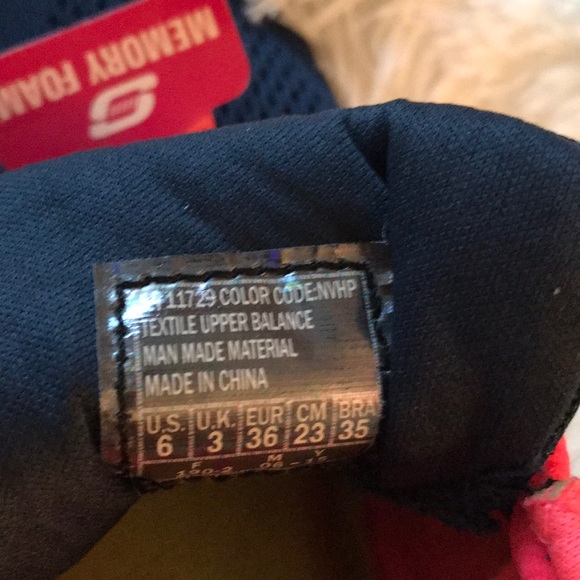 MEMORY FOAM
11729 COLOR CODE:NVHP
TEXTILE UPPER BALANCE
MAN MADE MATERIAL
MADE IN CHINA
U.S. U.K. EUR CM BRA
6 3 36 23 35
F M Y